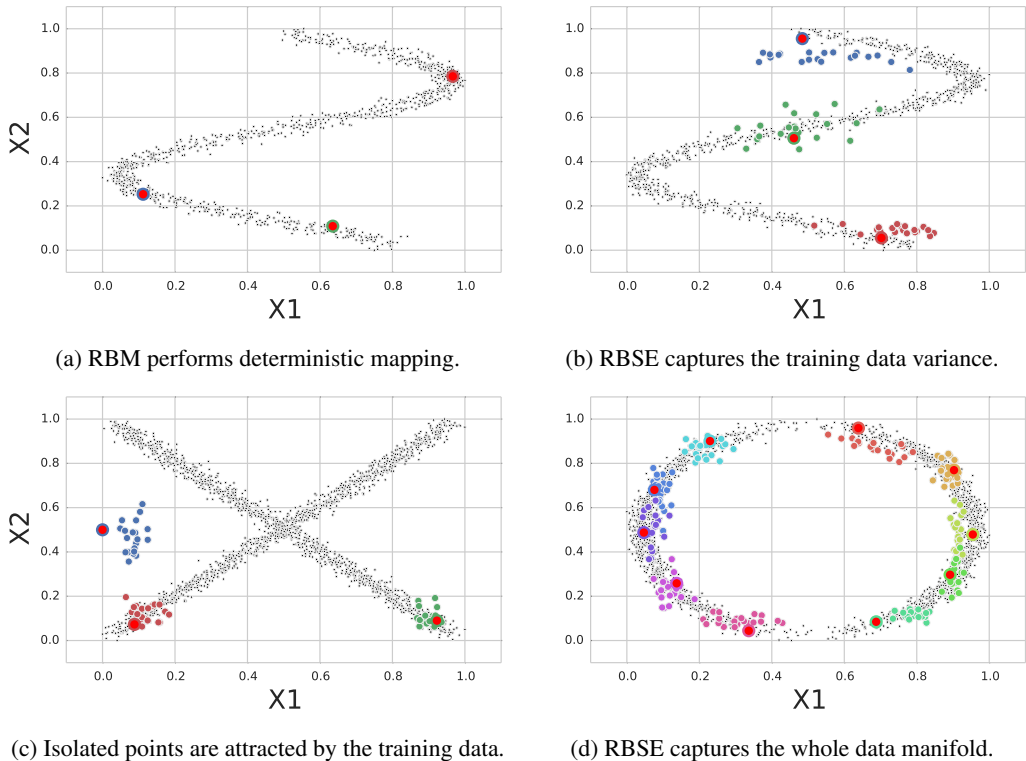 1.0
0.8
0.6
0.4
0.2
0.0
X2
0.0 0.2 0.4 0.6 0.8 1.0
X1
(a) RBM performs deterministic mapping.
1.0
0.8
0.6
0.4
0.2
0.0
0.0 0.2 0.4 0.6 0.8 1.0
X1
(b) RBSE captures the training data variance.
1.0
0.8
0.6
0.4
0.2
0.0
X2
0.0 0.2 0.4 0.6 0.8 1.0
X1
(c) Isolated points are attracted by the training data.
1.0
0.8
0.6
0.4
0.2
0.0
0.0 0.2 0.4 0.6 0.8 1.0
X1
(d) RBSE captures the whole data manifold.